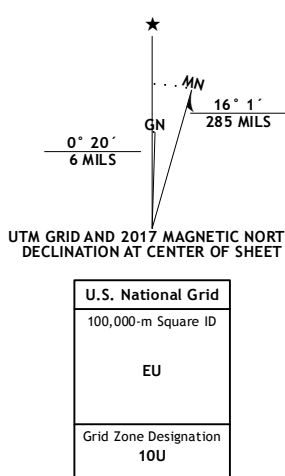 ★
MN
GN
16° 1´
285 MILS
0° 20´
6 MILS
UTM GRID AND 2017 MAGNETIC NORT
DECLINATION AT CENTER OF SHEET
U.S. National Grid
100,000-m Square ID
EU
Grid Zone Designation
10U